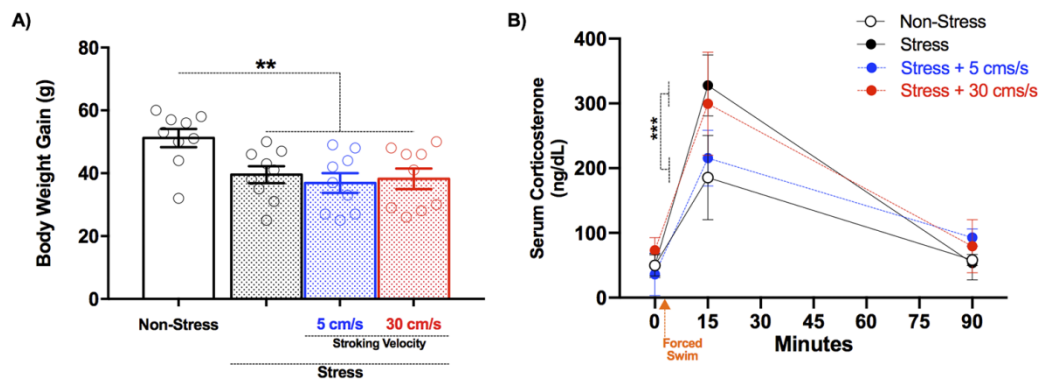 A)
Body Weight Gain (g)
80
60
40
20
0
**
Non-Stress
5 cm/s
30 cm/s
Stroking Velocity
Stress
B)
Non-Stress
Stress
Stress + 5 cms/s
Stress + 30 cms/s
Serum Corticosterone
(ng/dL)
400
300
200
100
0
***
0 15 30 45 60 75 90
Minutes
Forced
Swim